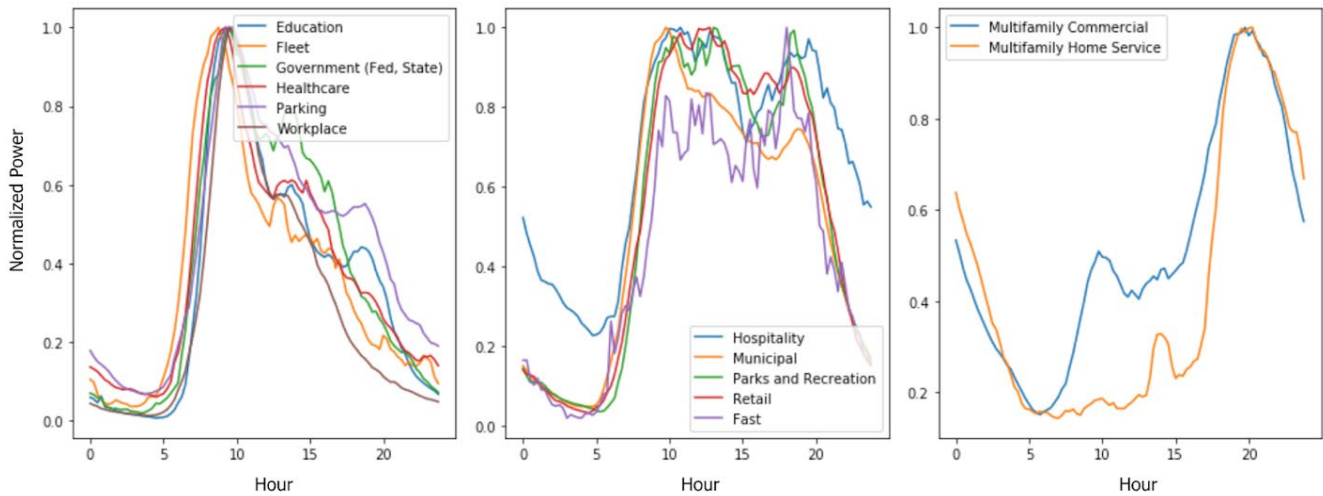 Normalized Power
1.0
0.8
0.6
0.4
0.2
0.0
0 5 10 15 20
Hour
Education
Fleet
Government (Fed, State)
Healthcare
Parking
Workplace
1.0
0.8
0.6
0.4
0.2
0.0
0 5 10 15 20
Hour
Hospitality
Municipal
Parks and Recreation
Retail
Fast
1.0
0.8
0.6
0.4
0.2
0 5 10 15 20
Hour
Multifamily Commercial
Multifamily Home Service